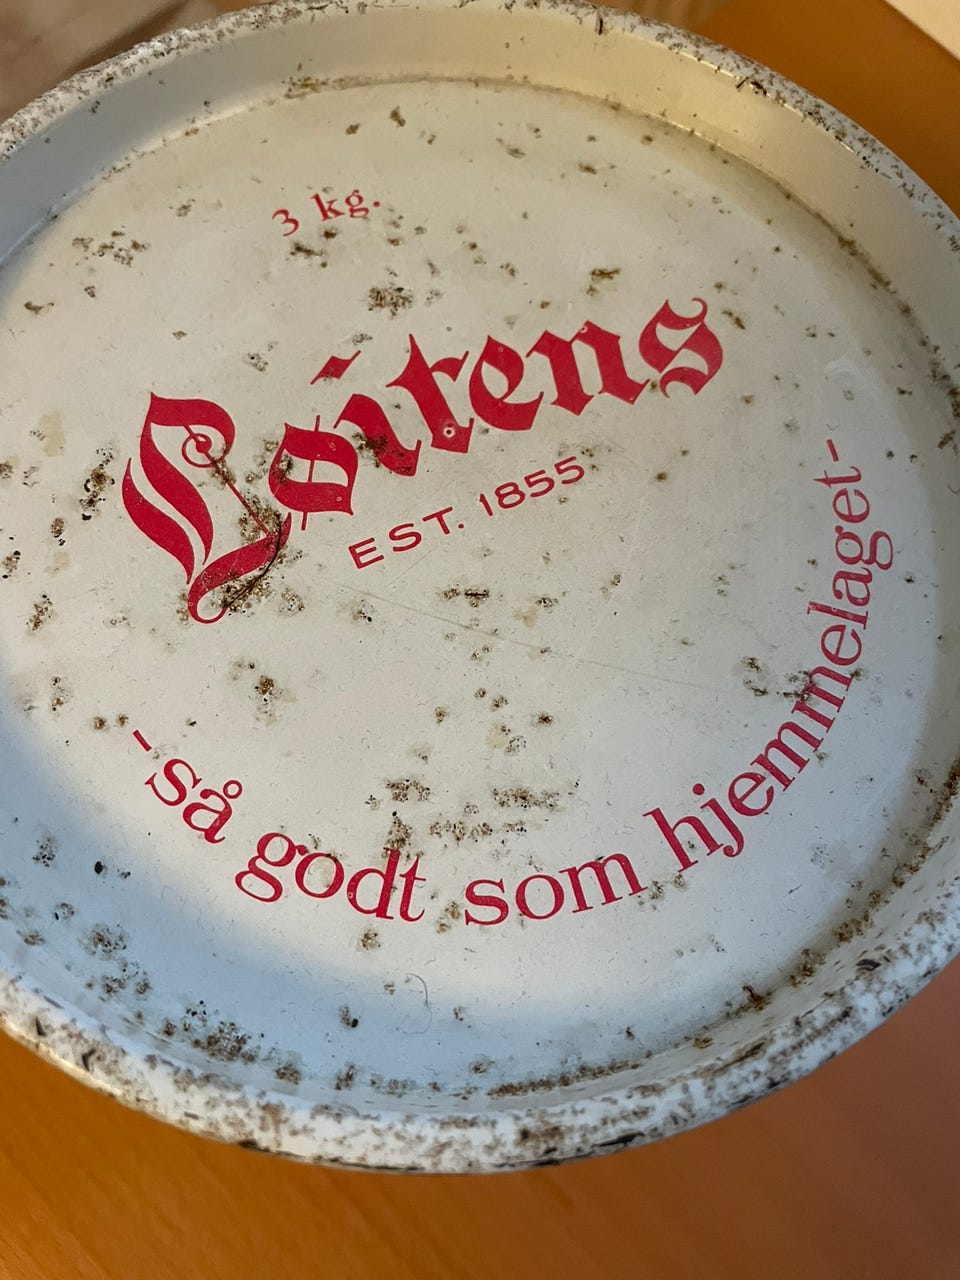 3 kg.
Løitens
EST. 1855
-så godt som hjemmelaget-